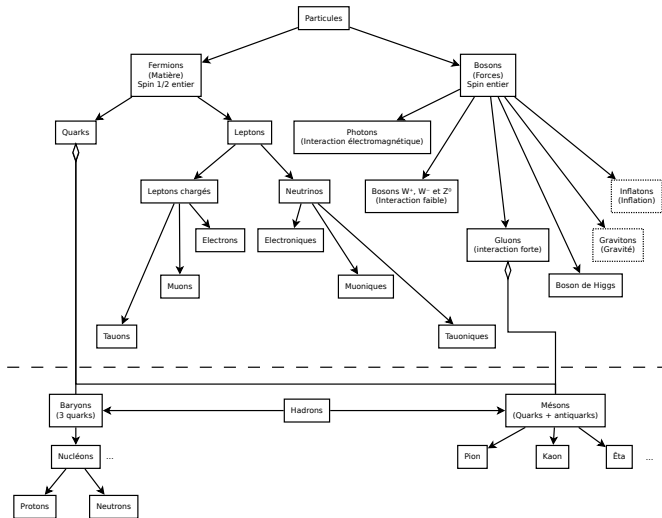 Particules
Fermions
(Matière)
Spin 1/2 entier
Bosons
(Forces)
Spin entier
Quarks
Leptons
Photons
(Interaction électromagnétique)
Leptons chargés
Neutrinos
Bosons W⁺, W⁻ et Z⁰
(Interaction faible)
Inflatons
(Inflation)
Electrons
Electroniques
Gluons
(interaction forte)
Gravitons
(Gravité)
Muons
Muoniques
Boson de Higgs
Tauons
Tauoniques
Baryons
(3 quarks)
Hadrons
Mésons
(Quarks + antiquarks)
Nucléons
...
Pion
Kaon
Éta
...
Protons
Neutrons